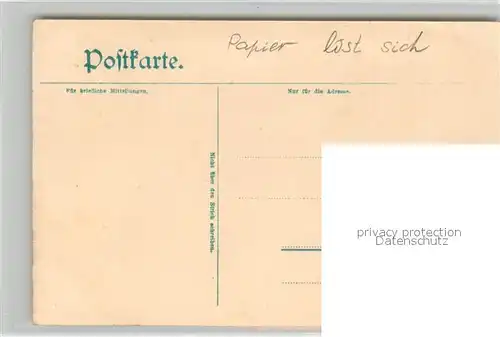 Papier löst sich
Postkarte.
Für briefliche Mitteilungen.
Nur für die Adresse.
Nicht über den Strich schreiben.
privacy protection
Datenschutz